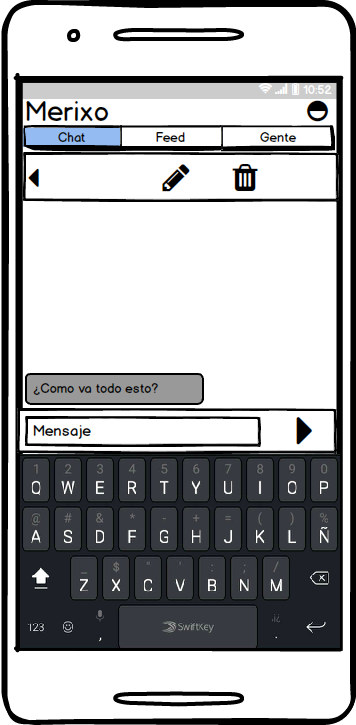 10:52
Merixo
Chat Feed Gente
¿Como va todo esto?
Mensaje
1 2 3 4 5 6 7 8 9 0
Q W E R T Y U I O P
@ # & * - + = ( ) %
A S D F G H J K L Ñ
_ $ " ' : ; /
Z X C V B N M
123 , SwiftKey .¡¿